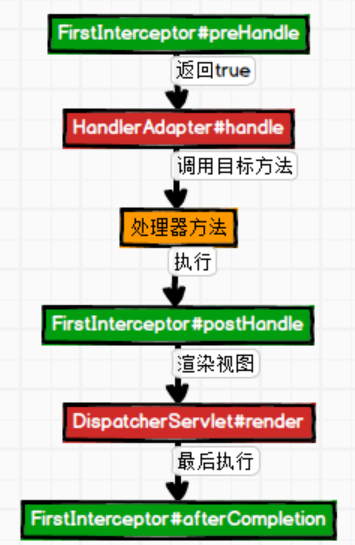 FirstInterceptor#preHandle
返回true
HandlerAdapter#handle
调用目标方法
处理器方法
执行
FirstInterceptor#postHandle
渲染视图
DispatcherServlet#render
最后执行
FirstInterceptor#afterCompletion